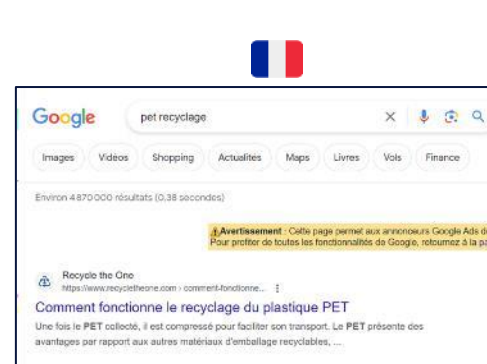 Google
pet recyclage
Images Vidéos Shopping Actualités Maps Livres Vols Finance
Environ 4 870 000 résultats (0,38 secondes)
Avertissement : Cette page permet aux annonceurs Google Ads
Pour profiter de toutes les fonctionnalités de Google, retournez à la
Recycle the One
https://www.recycletheone.com › comment-fonctionne...
Comment fonctionne le recyclage du plastique PET
Une fois le PET collecté, il est compressé pour faciliter son transport. Le PET présente des
avantages par rapport aux autres matériaux d'emballage recyclables, ...